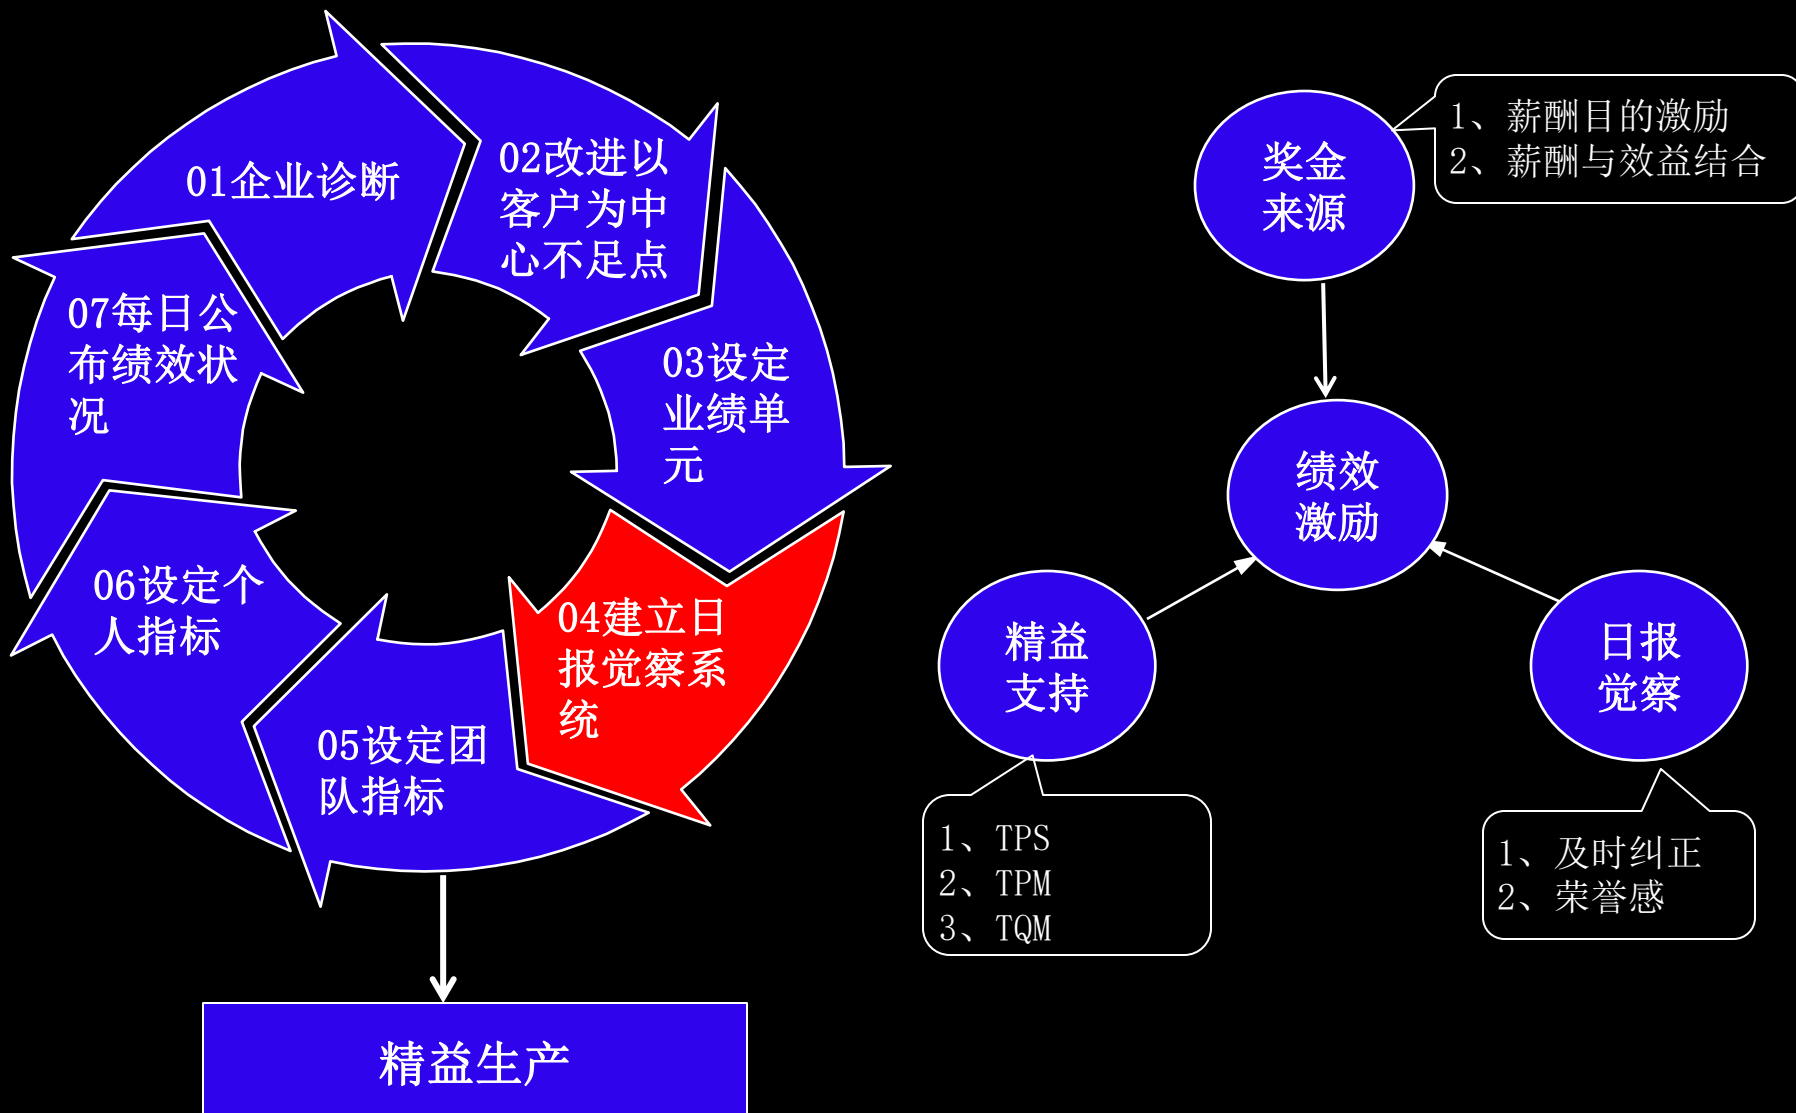 01企业诊断
02改进以
客户为中
心不足点
03设定
业绩单
元
04建立日
报觉察系
统
05设定团
队指标
06设定个
人指标
07每日公
布绩效状
况
精益生产
奖金
来源
1、薪酬目的激励
2、薪酬与效益结合
绩效
激励
精益
支持
1、TPS
2、TPM
3、TQM
日报
觉察
1、及时纠正
2、荣誉感